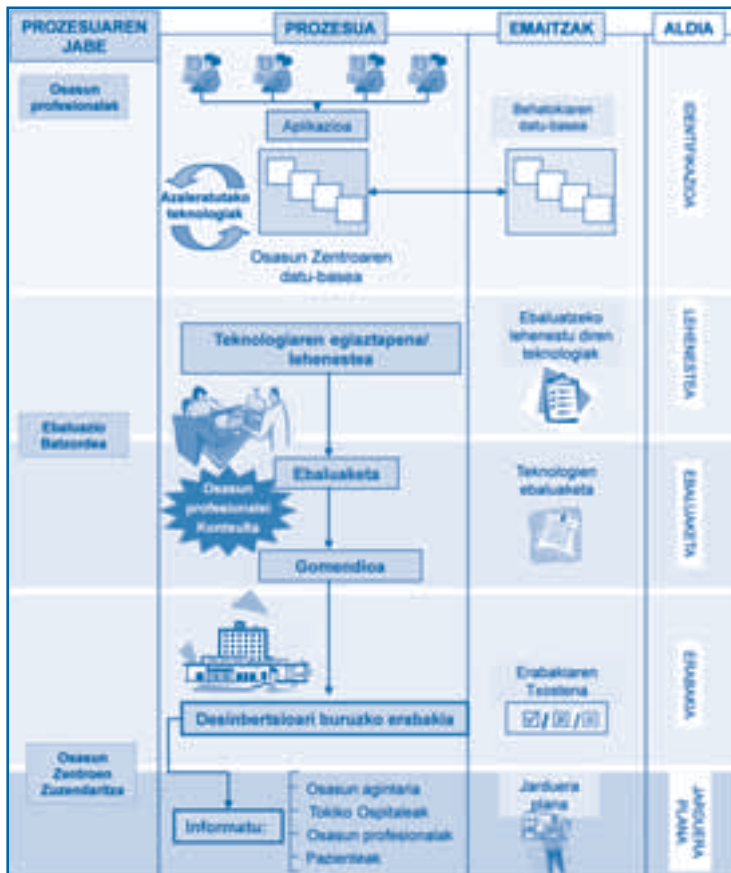 PROZESUAREN
JABE
PROZESUA
EMAITZAK
ALDIA
Osasun
profesionalak
Aplikazioa
Azaleratutako
teknologiak
Osasun Zentroaren
datu-basea
Behatokiaren
datu-basea
IDENTIFIKAZIOA
Teknologiaren egiaztapena/
lehenestea
Ebaluatzeko
lehenestu diren
teknologiak
LEHENESTEA
Ebaluazio
Batzordea
Ebaluaketa
Osasun
profesionalei
Kontsulta
Gomendioa
Teknologien
ebaluaketa
EBALUAKETA
Desinbertsioari buruzko erabakia
Erabakiaren
Txostena
ERABAKIA
Osasun
Zentroen
Zuzendaritza
Informatu:
Osasun agintaria
Tokiko Ospitaleak
Osasun profesionalak
Pazienteak
Jarduera
plana
JARDUERA
PLANA